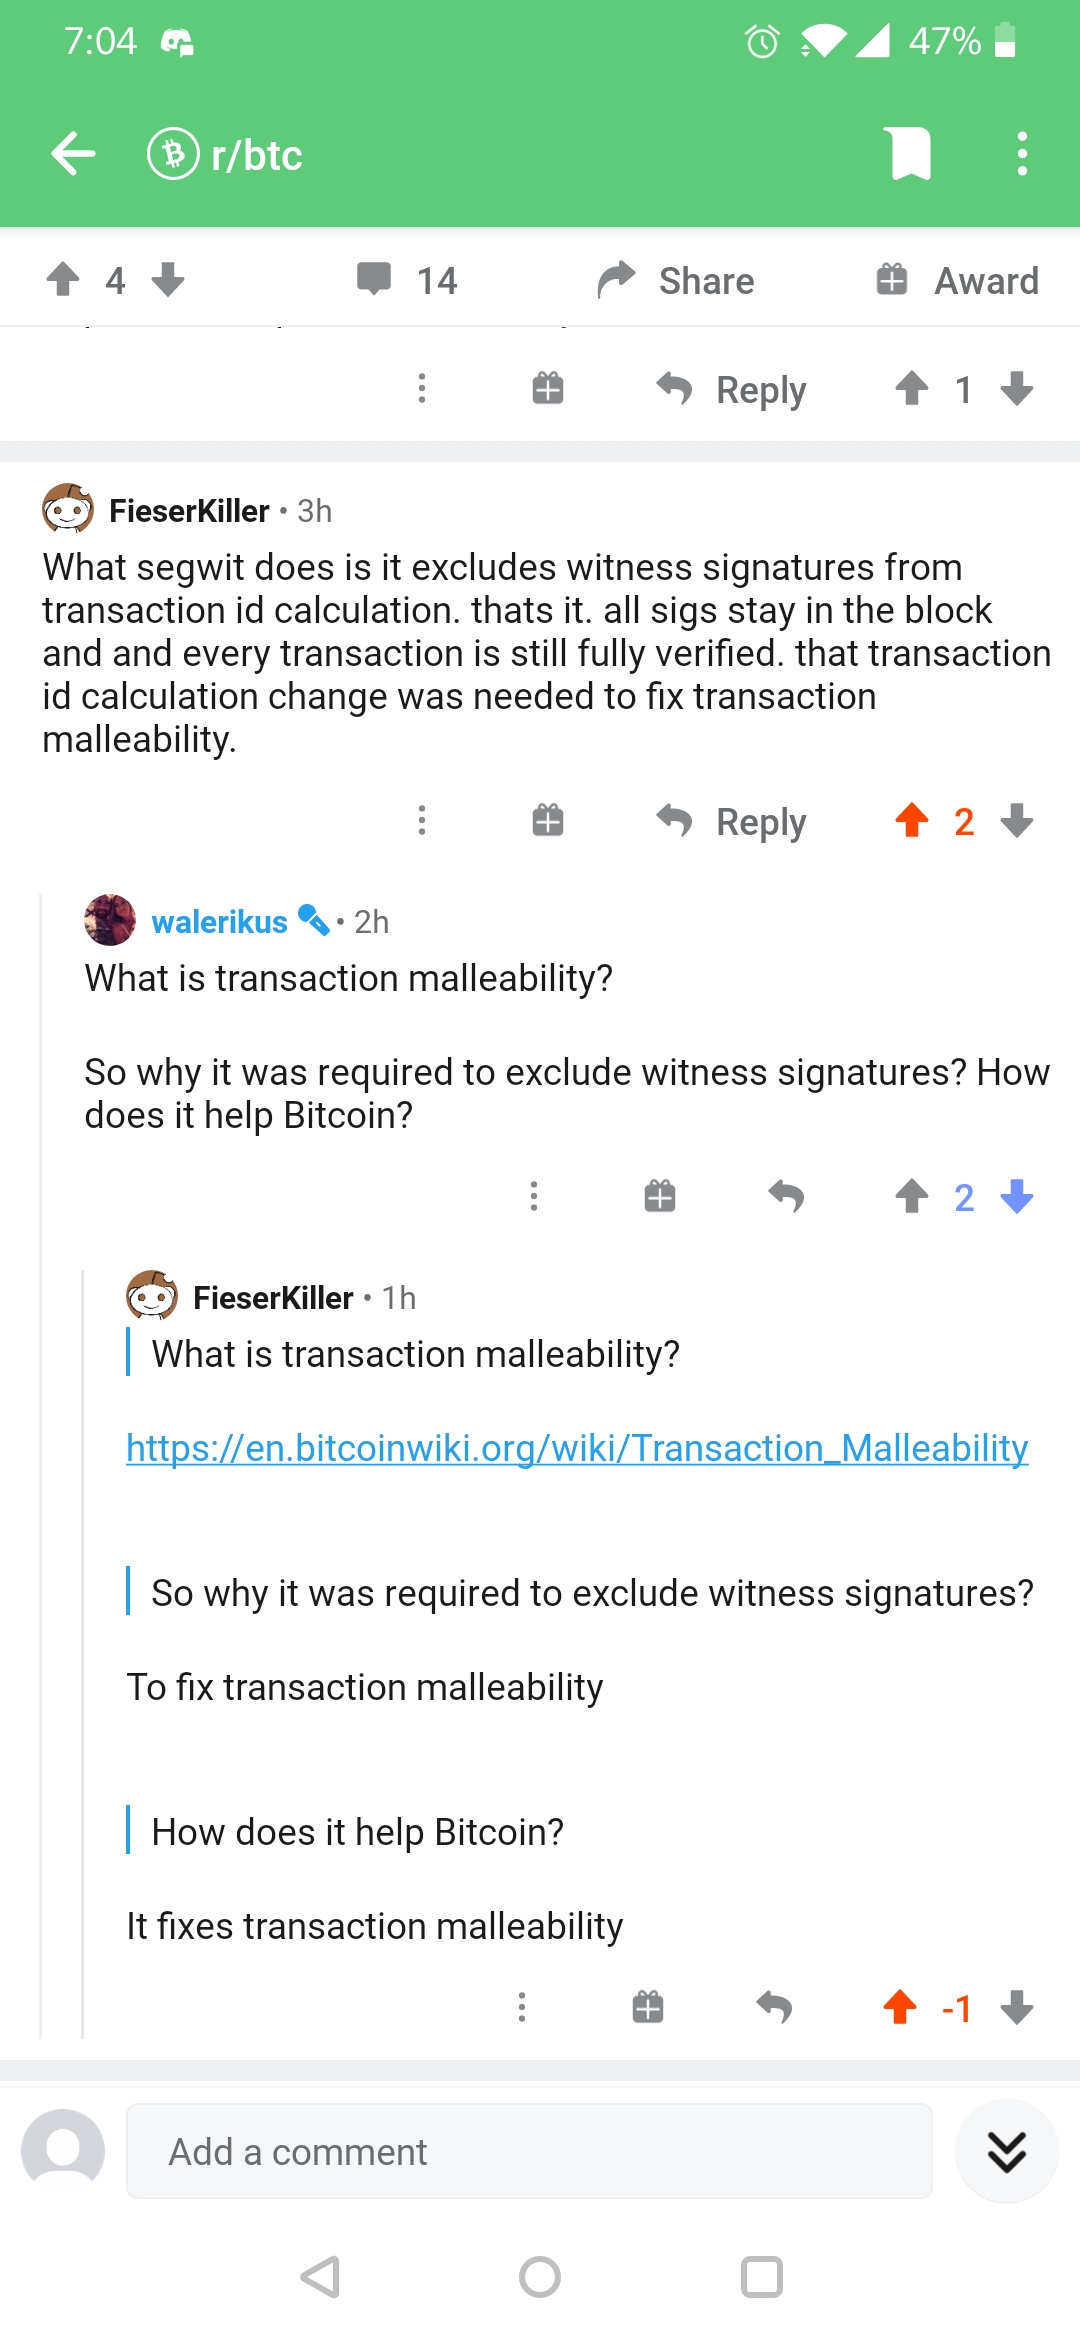 7:04
47%
r/btc
4
14
Share
Award
Reply
1
FieserKiller • 3h
What segwit does is it excludes witness signatures from
transaction id calculation. thats it. all sigs stay in the block
and and every transaction is still fully verified. that transaction
id calculation change was needed to fix transaction
malleability.
Reply
2
walerikus • 2h
What is transaction malleability?
So why it was required to exclude witness signatures? How
does it help Bitcoin?
2
FieserKiller • 1h
What is transaction malleability?
https://en.bitcoinwiki.org/wiki/Transaction_Malleability
So why it was required to exclude witness signatures?
To fix transaction malleability
How does it help Bitcoin?
It fixes transaction malleability
-1
Add a comment